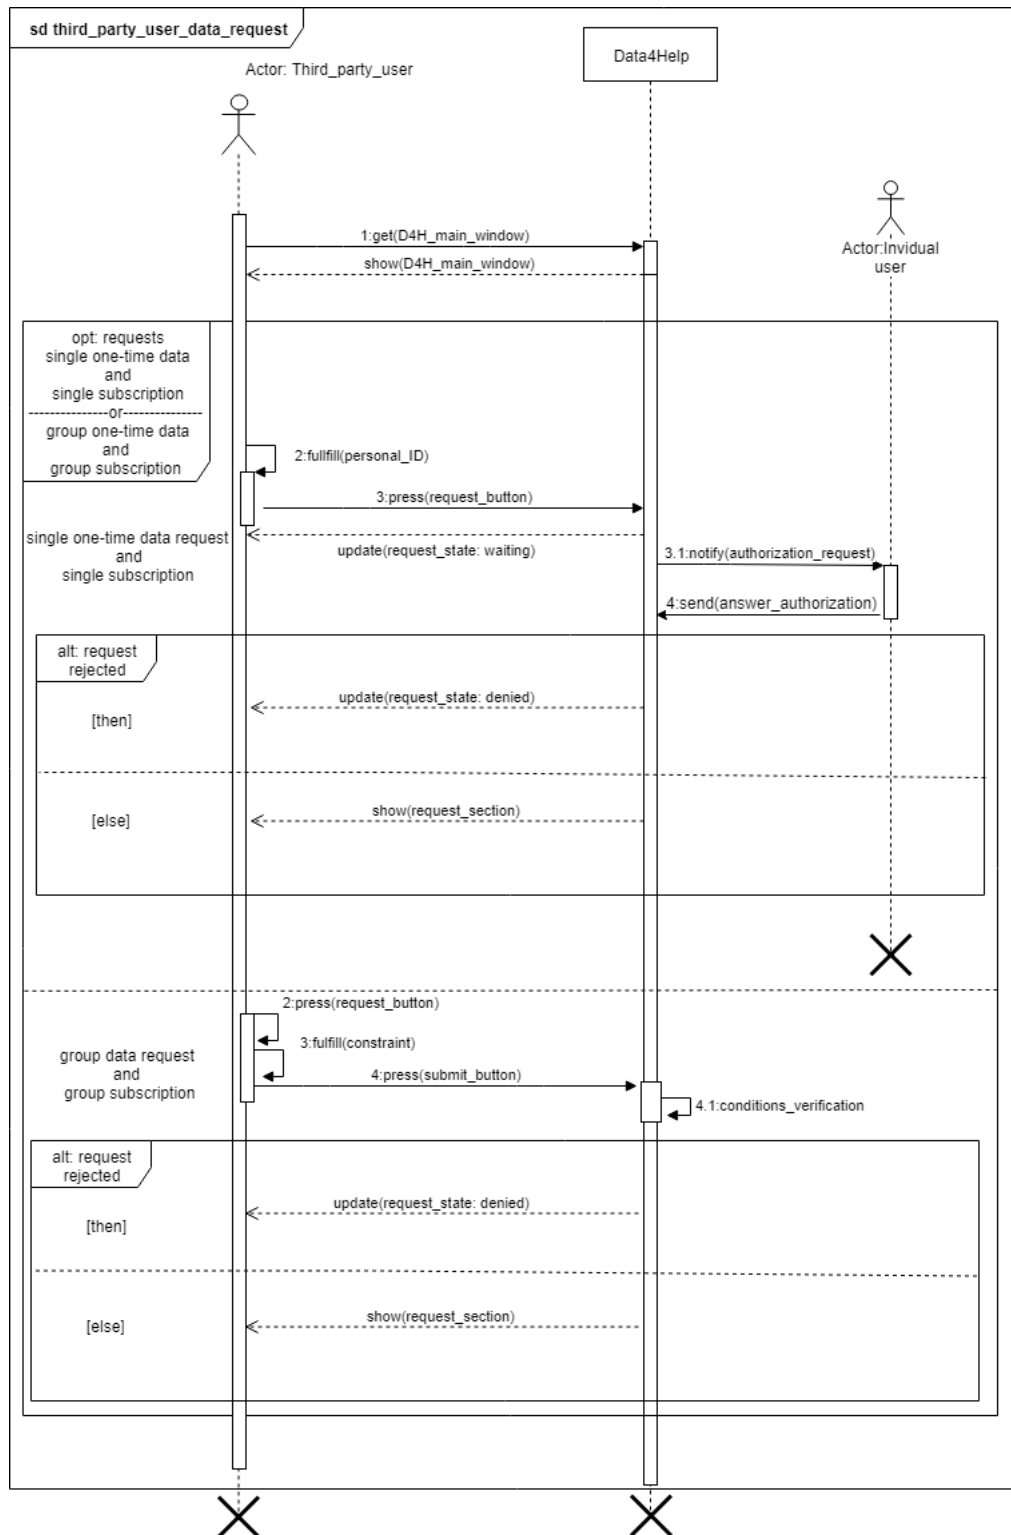 sd third_party_user_data_request
Data4Help
Actor: Third_party_user
1:get(D4H_main_window)
Actor:Invidual
user
show(D4H_main_window)
opt: requests
single one-time data
and
single subscription
---------------or---------------
group one-time data
and
group subscription
2:fullfill(personal_ID)
3:press(request_button)
single one-time data request
and
single subscription
update(request_state: waiting)
3.1:notify(authorization_request)
4:send(answer_authorization)
alt: request
rejected
update(request_state: denied)
[then]
show(request_section)
[else]
2:press(request_button)
3:fulfill(constraint)
group data request
and
group subscription
4:press(submit_button)
4.1:conditions_verification
alt: request
rejected
update(request_state: denied)
[then]
show(request_section)
[else]